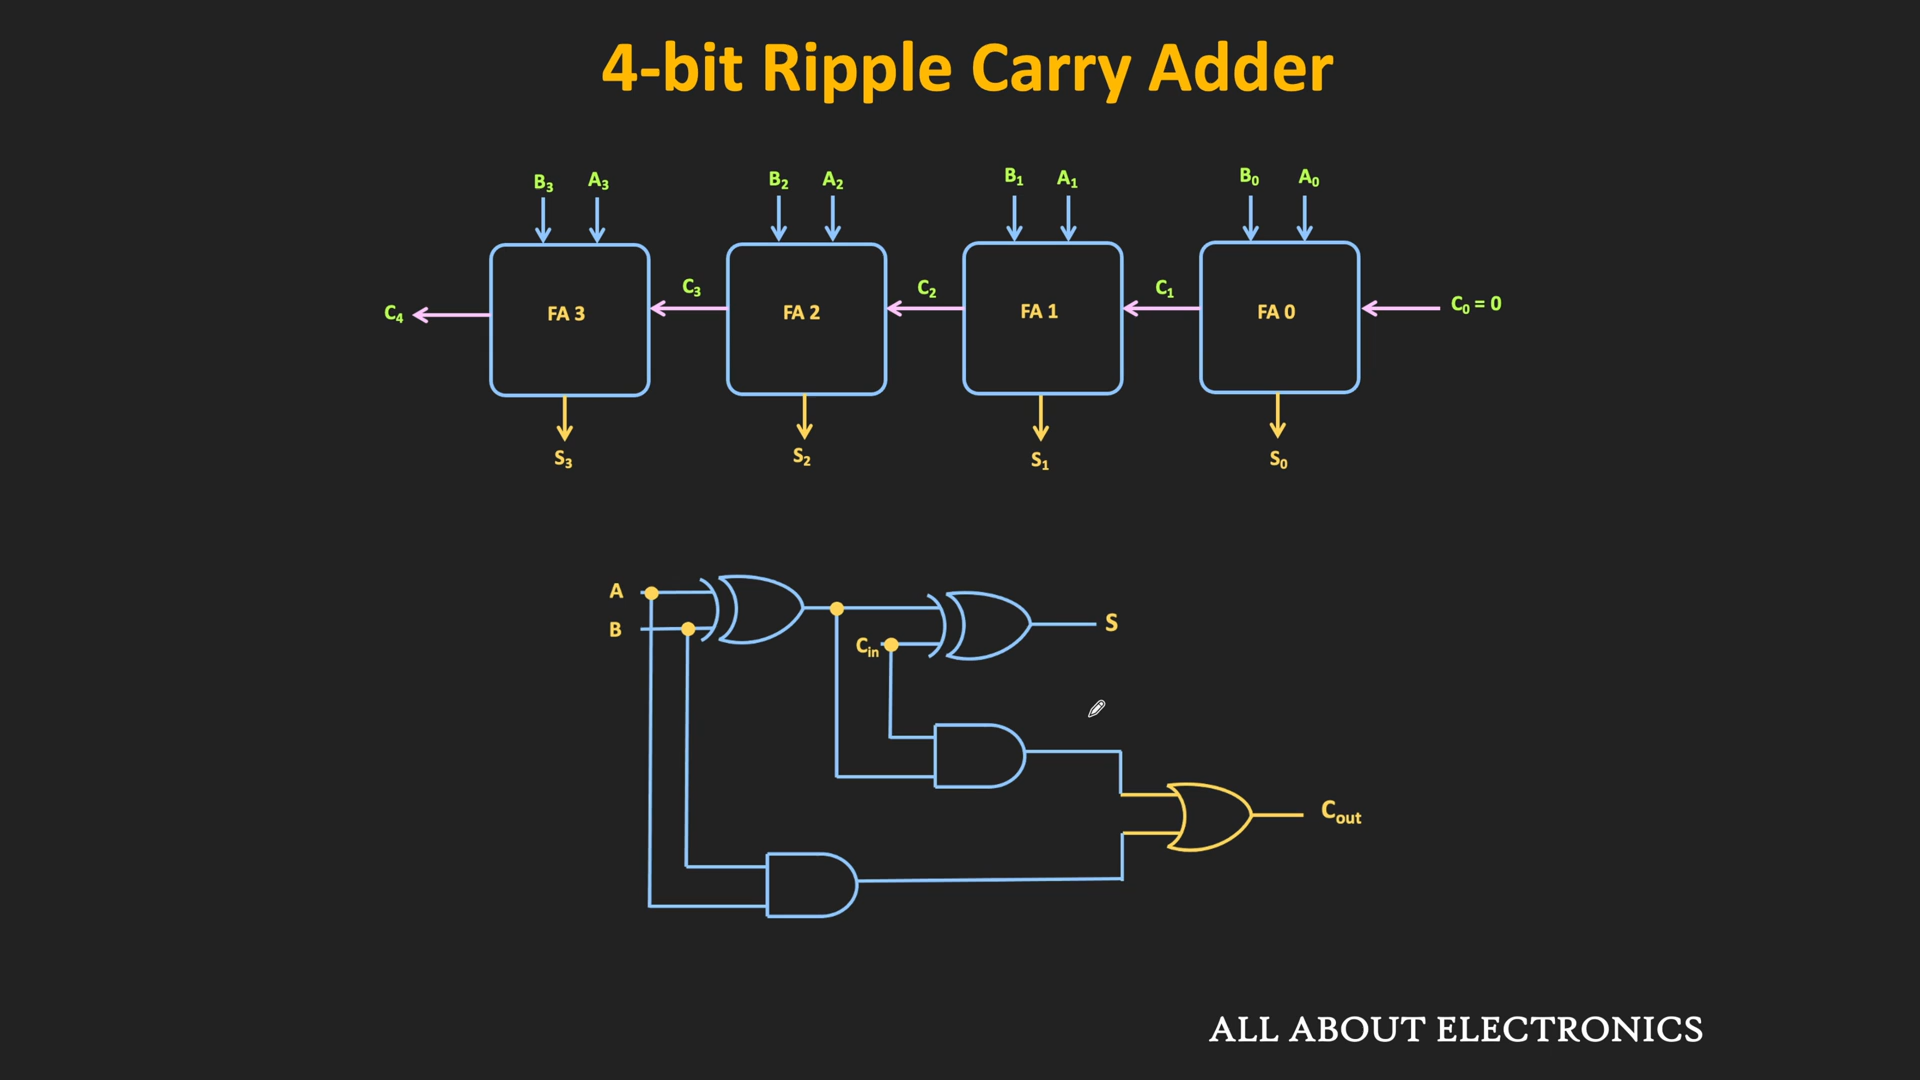 4-bit Ripple Carry Adder
B₃ A₃ B₂ A₂ B₁ A₁ B₀ A₀
C₄ FA 3 C₃ FA 2 C₂ FA 1 C₁ FA 0 C₀ = 0
S₃ S₂ S₁ S₀
A
B
Cin
S
Cout
ALL ABOUT ELECTRONICS